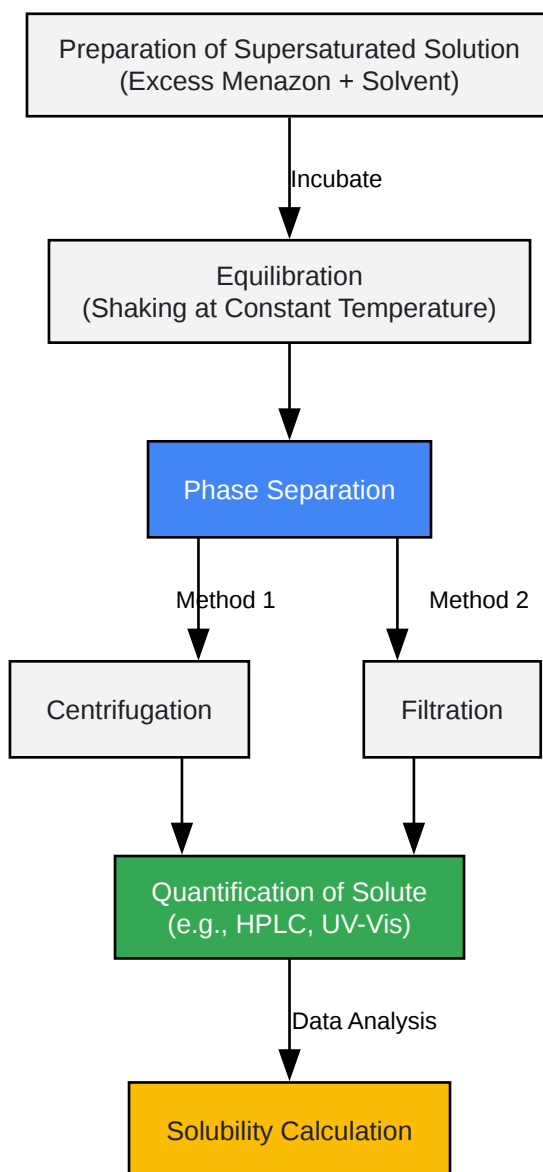 Preparation of Supersaturated Solution
(Excess Menazon + Solvent)
Incubate
Equilibration
(Shaking at Constant Temperature)
Phase Separation
Method 1
Method 2
Centrifugation
Filtration
Quantification of Solute
(e.g., HPLC, UV-Vis)
Data Analysis
Solubility Calculation